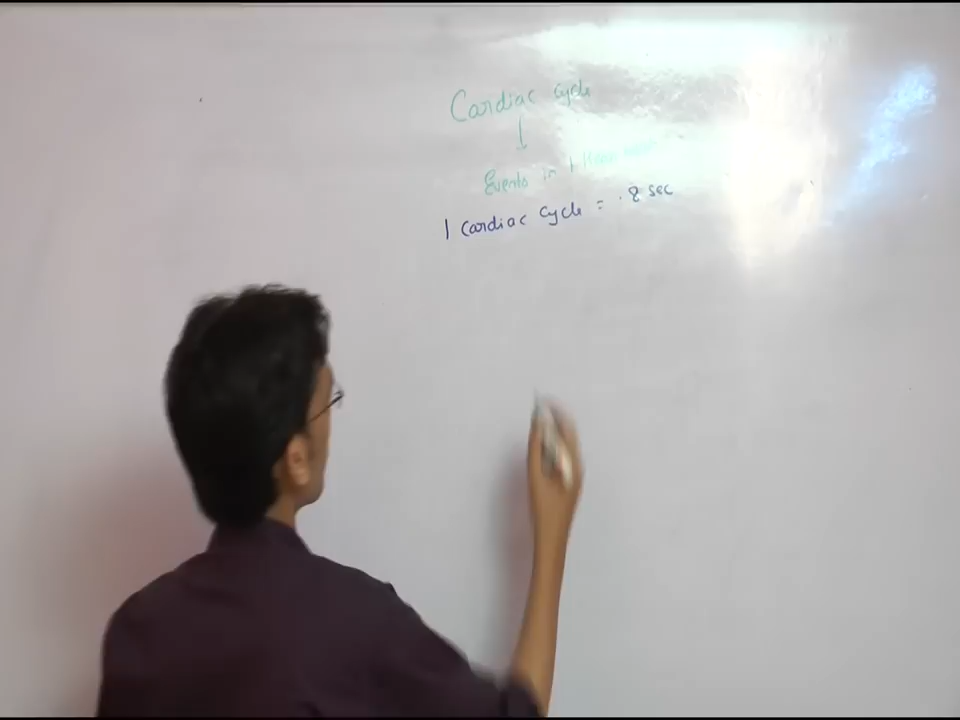 Cardiac cycle
↓
Events in 1
1 Cardiac Cycle = .8 sec